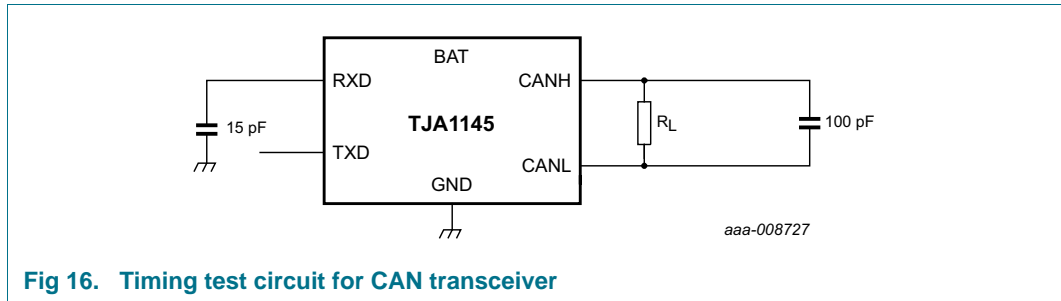 BAT
RXD
CANH
TJA1145
RL
15 pF
100 pF
TXD
CANL
GND
aaa-008727
Fig 16. Timing test circuit for CAN transceiver